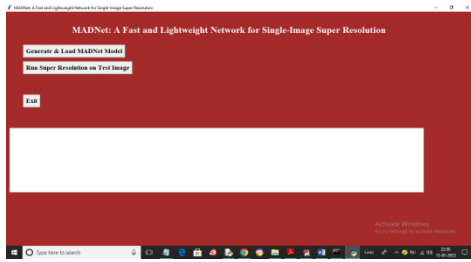 MADNet: A Fast and Lightweight Network for Single-Image Super Resolution
MADNet: A Fast and Lightweight Network for Single-Image Super Resolution
Generate & Load MADNet Model
Run Super Resolution on Test Image
Exit
Activate Windows
Go to Settings to activate Windows.
Type here to search
Links